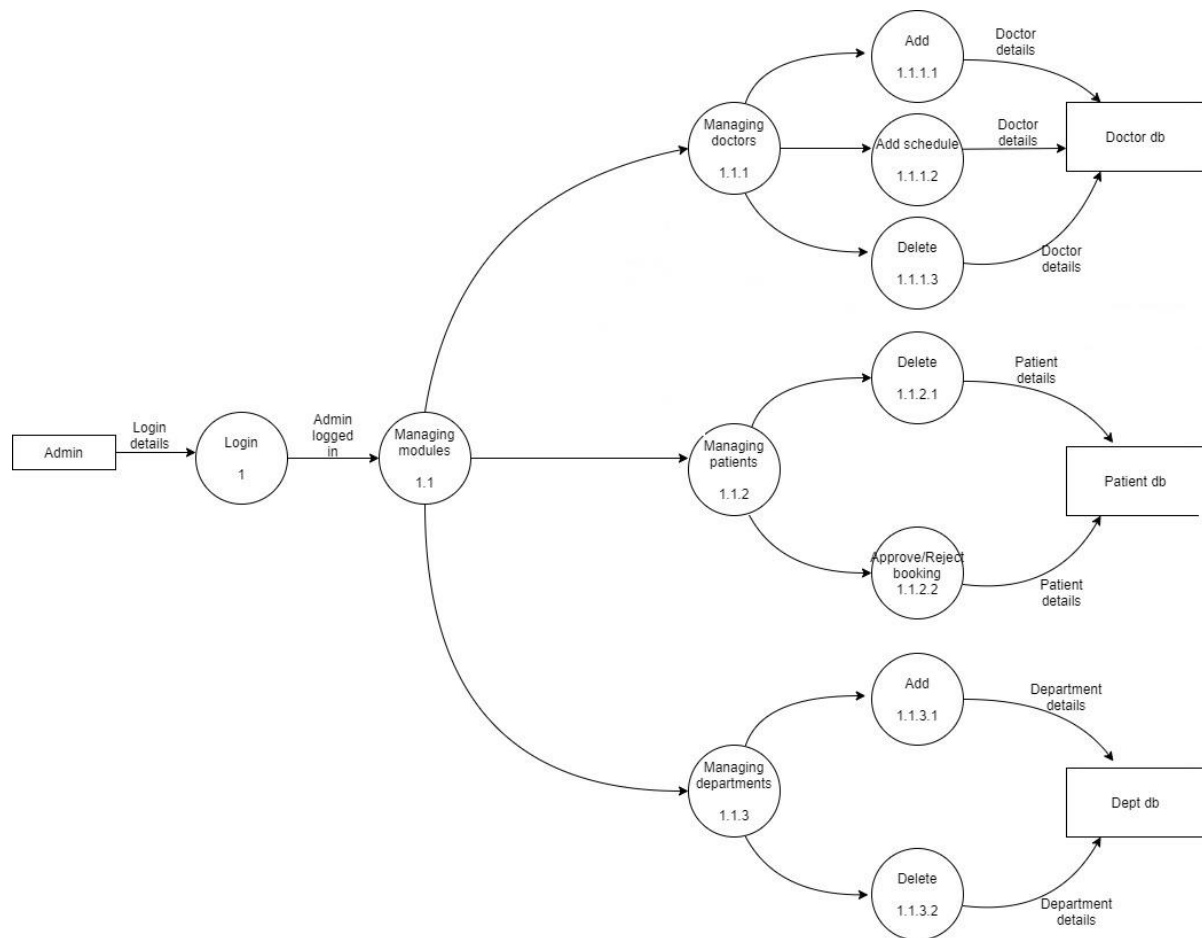 Add
1.1.1.1
Doctor
details
Managing
doctors
1.1.1
Add schedule
1.1.1.2
Doctor
details
Doctor db
Delete
1.1.1.3
Doctor
details
Admin
Login
details
Login
1
Admin
logged
in
Managing
modules
1.1
Managing
patients
1.1.2
Delete
1.1.2.1
Patient
details
Patient db
Approve/Reject
booking
1.1.2.2
Patient
details
Managing
departments
1.1.3
Add
1.1.3.1
Department
details
Dept db
Delete
1.1.3.2
Department
details